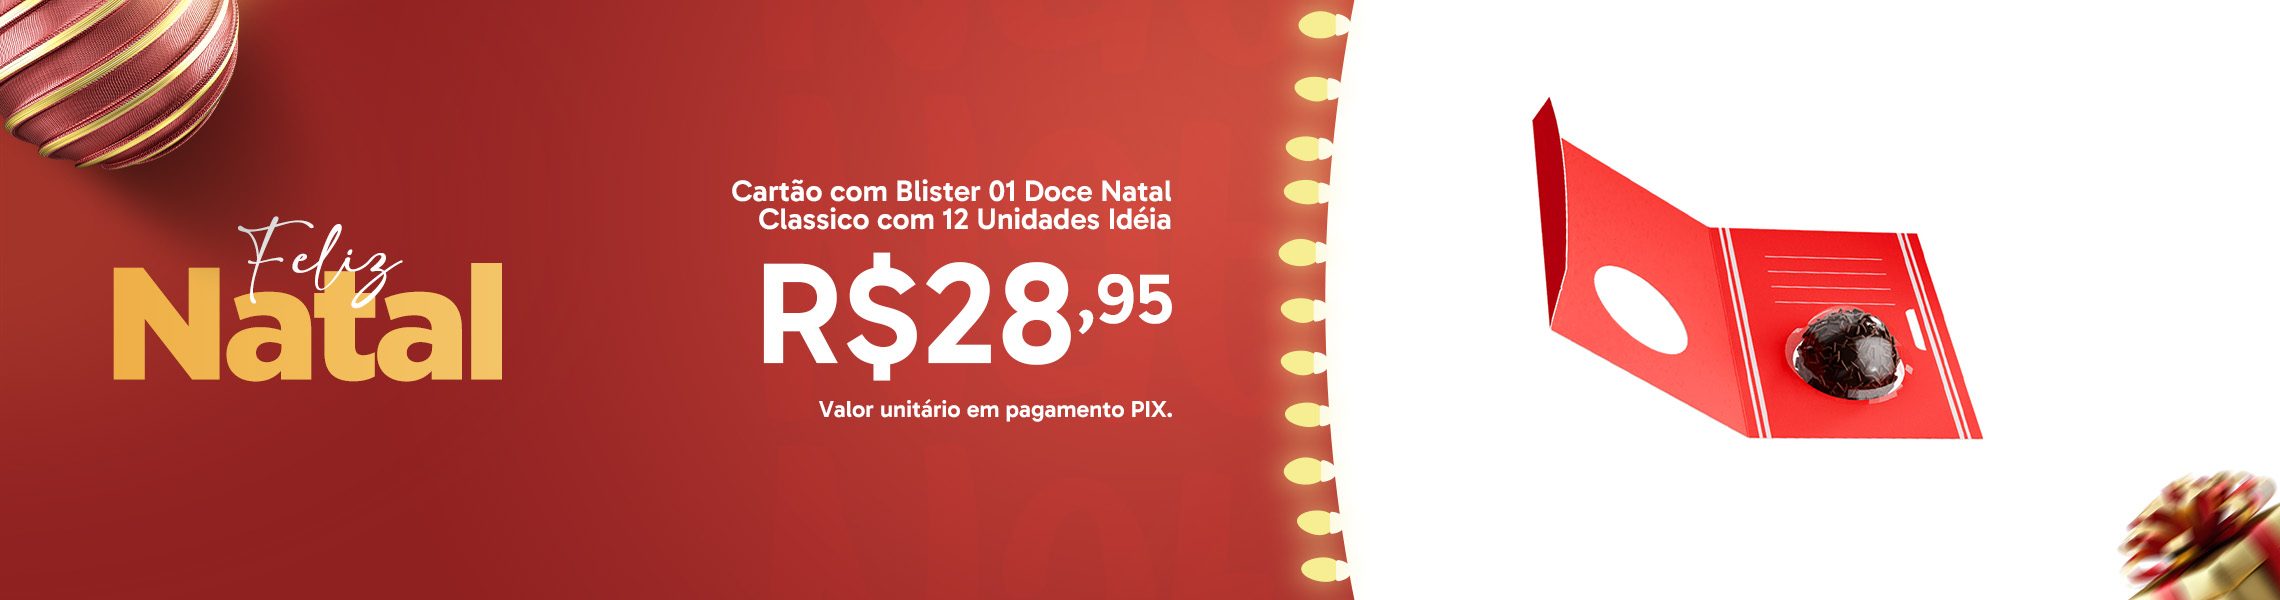 Feliz
Natal
Cartão com Blister 01 Doce Natal
Classico com 12 Unidades Idéia
R$28,95
Valor unitário em pagamento PIX.